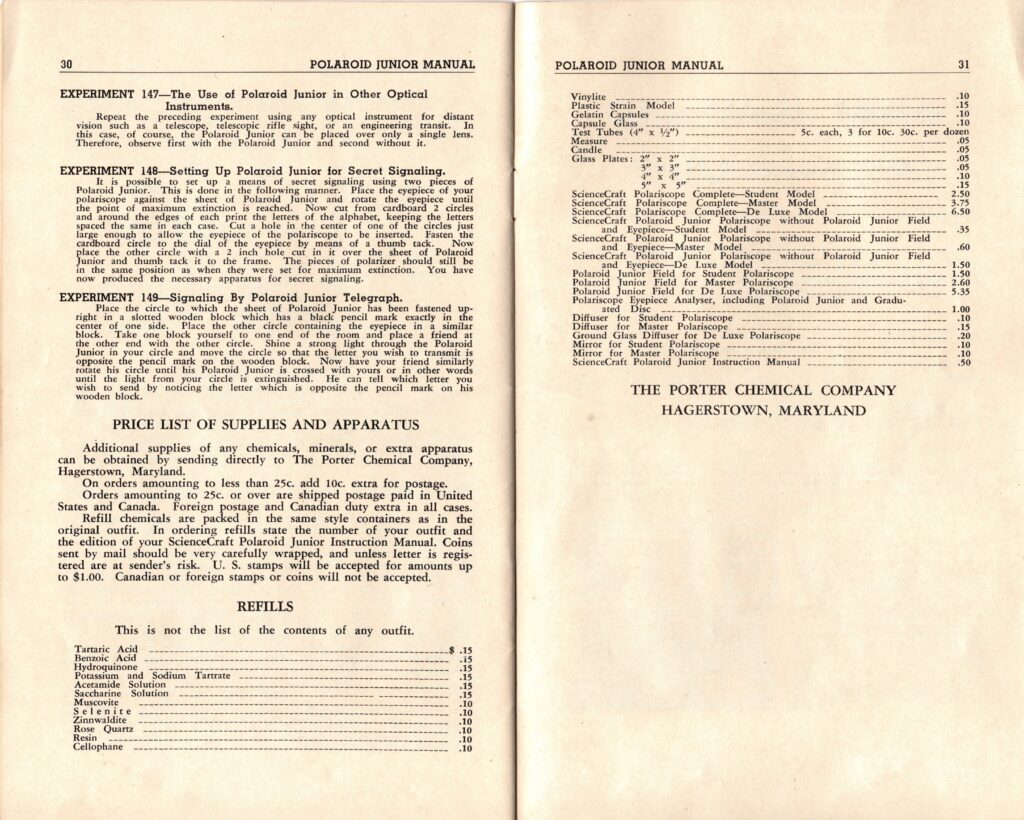 30 POLAROID JUNIOR MANUAL
EXPERIMENT 147—The Use of Polaroid Junior in Other Optical
Instruments.
Repeat the preceding experiment using any optical instrument for distant
vision such as a telescope, telescopic rifle sight, or an engineering transit. In
this case, of course, the Polaroid Junior can be placed over only a single lens.
Therefore, observe first with the Polaroid Junior and second without it.
EXPERIMENT 148—Setting Up Polaroid Junior for Secret Signaling.
It is possible to set up a means of secret signaling using two pieces of
Polaroid Junior. This is done in the following manner. Place the eyepiece of your
polariscope against the sheet of Polaroid Junior and rotate the eyepiece until
the point of maximum extinction is reached. Now cut from cardboard 2 circles
and around the edges of each print the letters of the alphabet, keeping the letters
spaced the same in each case. Cut a hole in the center of one of the circles just
large enough to allow the eyepiece of the polariscope to be inserted. Fasten the
cardboard circle to the dial of the eyepiece by means of a thumb tack. Now
place the other circle with a 2 inch hole cut in it over the sheet of Polaroid
Junior and thumb tack it to the frame. The pieces of polarizer should still be
in the same position as when they were set for maximum extinction. You have
now produced the necessary apparatus for secret signaling.
EXPERIMENT 149—Signaling By Polaroid Junior Telegraph.
Place the circle to which the sheet of Polaroid Junior has been fastened up-
right in a slotted wooden block which has a black pencil mark exactly in the
center of one side. Place the other circle containing the eyepiece in a similar
block. Take one block yourself to one end of the room and place a friend at
the other end with the other circle. Shine a strong light through the Polaroid
Junior in your circle and move the circle so that the letter you wish to transmit is
opposite the pencil mark on the wooden block. Now have your friend similarly
rotate his circle until his Polaroid Junior is crossed with yours or in other words
until the light from your circle is extinguished. He can tell which letter you
wish to send by noticing the letter which is opposite the pencil mark on his
wooden block.
PRICE LIST OF SUPPLIES AND APPARATUS
Additional supplies of any chemicals, minerals, or extra apparatus
can be obtained by sending directly to The Porter Chemical Company,
Hagerstown, Maryland.
On orders amounting to less than 25c. add 10c. extra for postage.
Orders amounting to 25c. or over are shipped postage paid in United
States and Canada. Foreign postage and Canadian duty extra in all cases.
Refill chemicals are packed in the same style containers as in the
original outfit. In ordering refills state the number of your outfit and
the edition of your ScienceCraft Polaroid Junior Instruction Manual. Coins
sent by mail should be very carefully wrapped, and unless letter is regis-
tered are at sender's risk. U. S. stamps will be accepted for amounts up
to $1.00. Canadian or foreign stamps or coins will not be accepted.
REFILLS
This is not the list of the contents of any outfit.
Tartaric Acid $ .15
Benzoic Acid .15
Hydroquinone .15
Potassium and Sodium Tartrate .15
Acetamide Solution .15
Saccharine Solution .15
Muscovite .10
Selenite .10
Zinnwaldite .10
Rose Quartz .10
Resin .10
Cellophane .10
POLAROID JUNIOR MANUAL 31
Vinylite .10
Plastic Strain Model .15
Gelatin Capsules .10
Capsule Glass .10
Test Tubes (4" x ½") 5c. each, 3 for 10c. 30c. per dozen
Measure .05
Candle .05
Glass Plates: 2" x 2" .05
3" x 3" .05
4" x 4" .10
5" x 5" .15
ScienceCraft Polariscope Complete—Student Model 2.50
ScienceCraft Polariscope Complete—Master Model 3.75
ScienceCraft Polariscope Complete—De Luxe Model 6.50
ScienceCraft Polaroid Junior Polariscope without Polaroid Junior Field
and Eyepiece—Student Model .35
ScienceCraft Polaroid Junior Polariscope without Polaroid Junior Field
and Eyepiece—Master Model .60
ScienceCraft Polaroid Junior Polariscope without Polaroid Junior Field
and Eyepiece—De Luxe Model 1.50
Polaroid Junior Field for Student Polariscope 1.50
Polaroid Junior Field for Master Polariscope 2.60
Polaroid Junior Field for De Luxe Polariscope 5.35
Polariscope Eyepiece Analyser, including Polaroid Junior and Gradu-
ated Disc 1.00
Diffuser for Student Polariscope .10
Diffuser for Master Polariscope .15
Ground Glass Diffuser for De Luxe Polariscope .20
Mirror for Student Polariscope .10
Mirror for Master Polariscope .10
ScienceCraft Polaroid Junior Instruction Manual .50
THE PORTER CHEMICAL COMPANY
HAGERSTOWN, MARYLAND